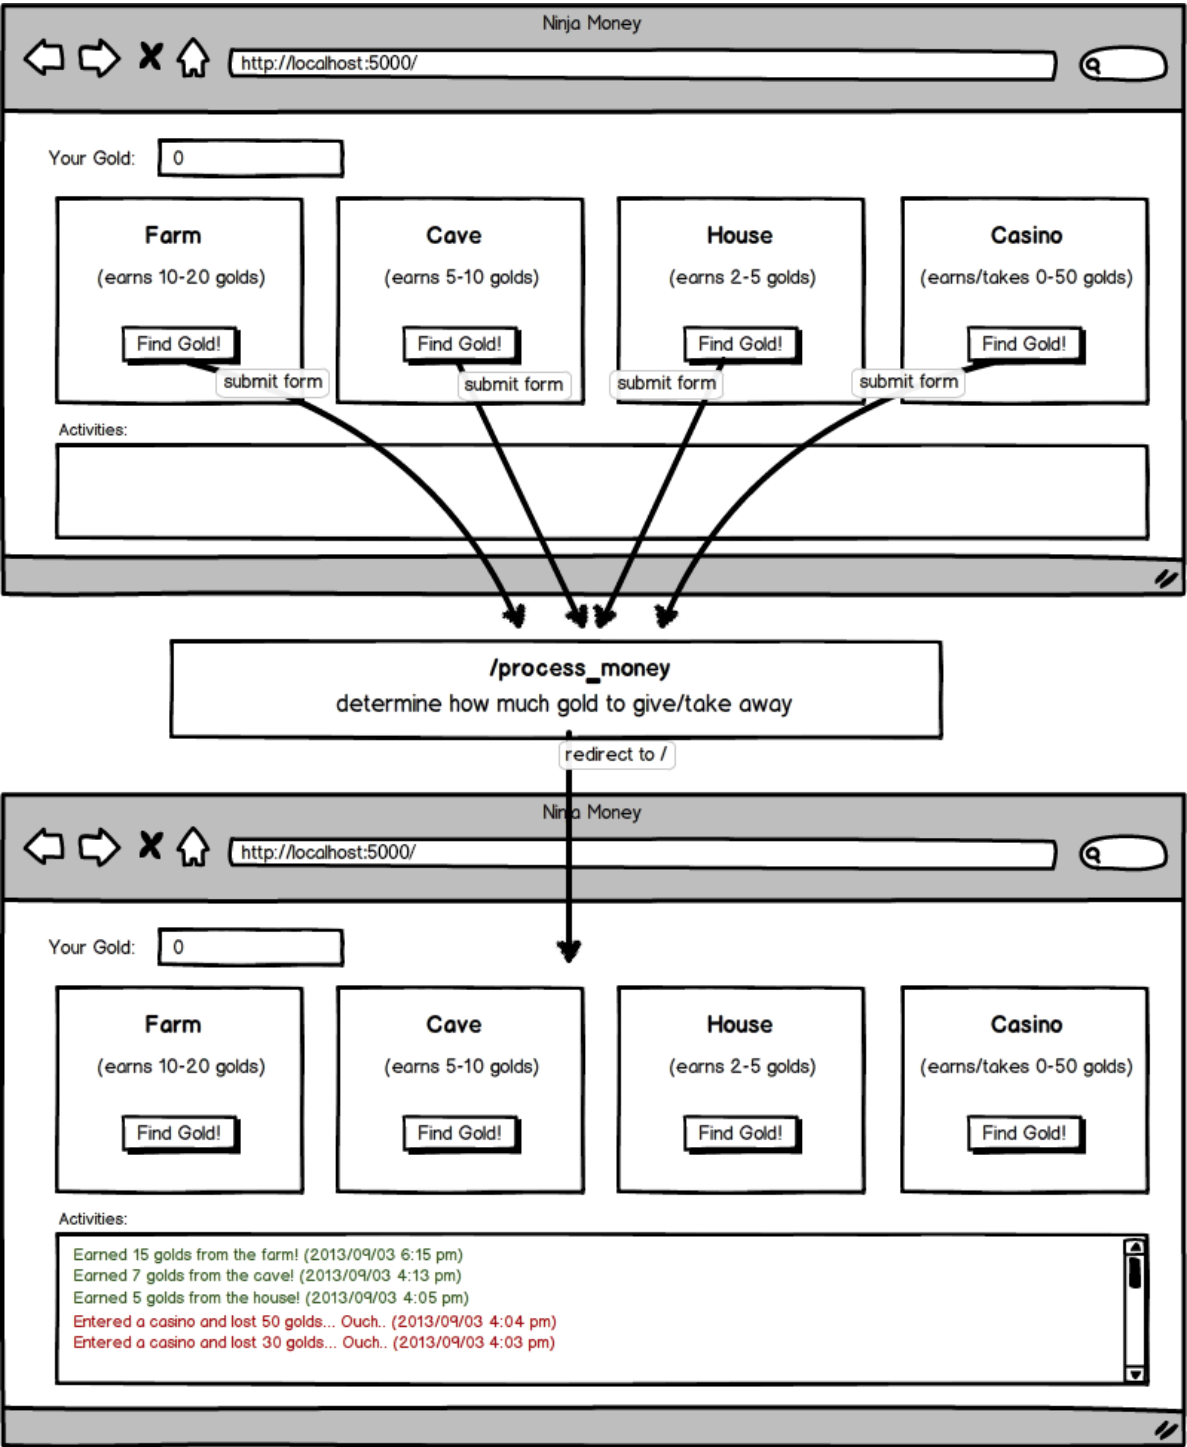 Ninja Money
http://localhost:5000/
Your Gold: 0
Farm
(earns 10-20 golds)
Find Gold!
submit form
Cave
(earns 5-10 golds)
Find Gold!
submit form
House
(earns 2-5 golds)
Find Gold!
submit form
Casino
(earns/takes 0-50 golds)
Find Gold!
submit form
Activities:
/process_money
determine how much gold to give/take away
redirect to /
Ninja Money
http://localhost:5000/
Your Gold: 0
Farm
(earns 10-20 golds)
Find Gold!
Cave
(earns 5-10 golds)
Find Gold!
House
(earns 2-5 golds)
Find Gold!
Casino
(earns/takes 0-50 golds)
Find Gold!
Activities:
Earned 15 golds from the farm! (2013/09/03 6:15 pm)
Earned 7 golds from the cave! (2013/09/03 4:13 pm)
Earned 5 golds from the house! (2013/09/03 4:05 pm)
Entered a casino and lost 50 golds... Ouch.. (2013/09/03 4:04 pm)
Entered a casino and lost 30 golds... Ouch.. (2013/09/03 4:03 pm)